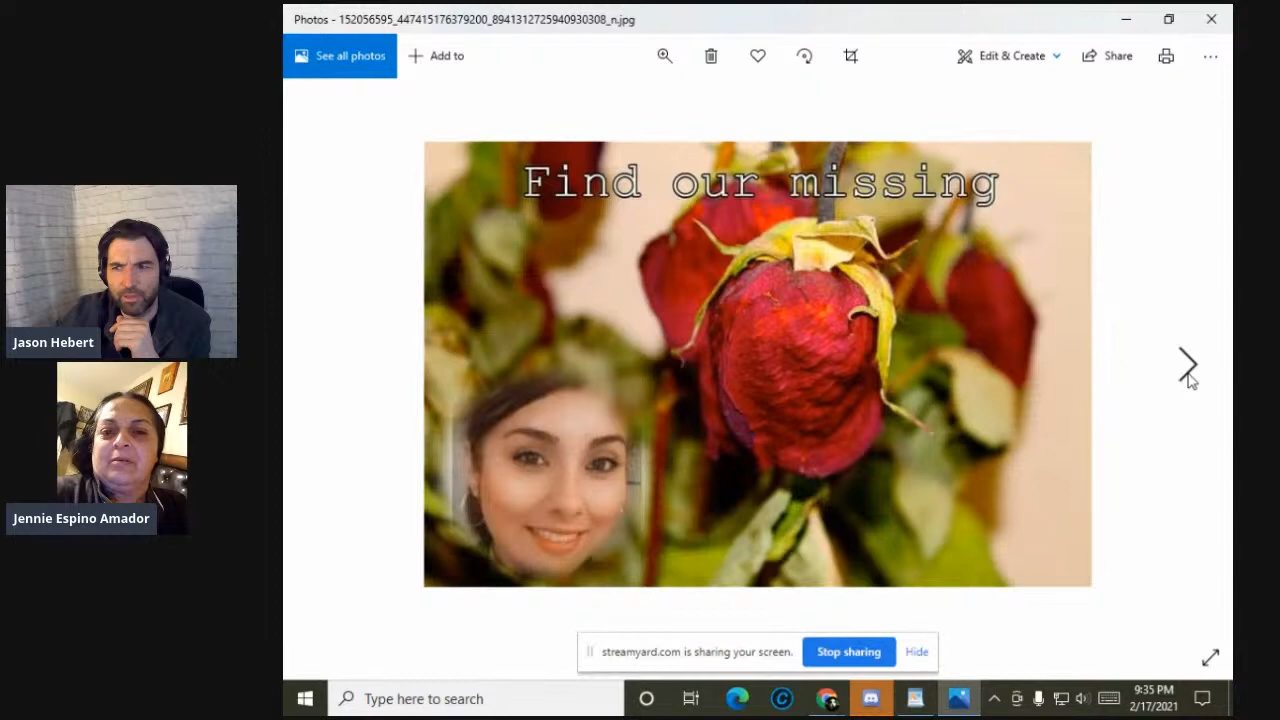 Photos - 152056595_447415176379200_8941312725940930308_n.jpg
See all photos
Add to
Edit & Create
Share
Find our missing
Jason Hebert
Jennie Espino Amador
streamyard.com is sharing your screen.
Stop sharing
Hide
Type here to search
9:35 PM
2/17/2021